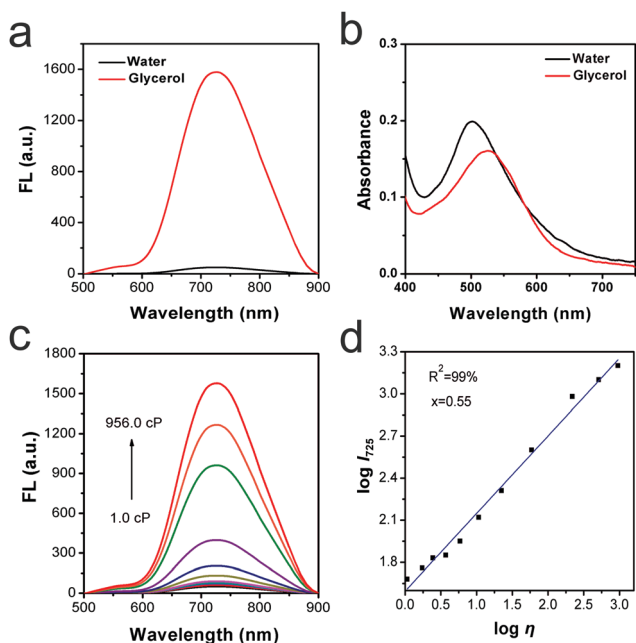 a
Water
Glycerol
1600
1200
800
400
0
FL (a.u.)
500 600 700 800 900
Wavelength (nm)
b
Water
Glycerol
0.3
0.2
0.1
0.0
Absorbance
400 500 600 700
Wavelength (nm)
c
1800
1500
1200
900
600
300
0
FL (a.u.)
956.0 cP
1.0 cP
500 600 700 800 900
Wavelength (nm)
d
R²=99%
x=0.55
3.3
3.0
2.7
2.4
2.1
1.8
log I₇₂₅
0.0 0.5 1.0 1.5 2.0 2.5 3.0
log η